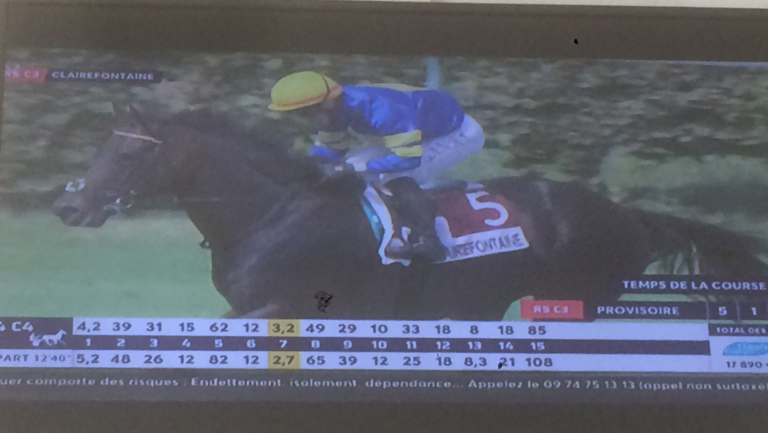 R5 C3 CLAIREFONTAINE
5
AIREFONTAINE
TEMPS DE LA COURSE
R5 C3 PROVISOIRE 5 1
C4 4,2 39 31 15 62 12 3,2 49 29 10 33 18 8 18 85
1 2 3 4 5 6 7 8 9 10 11 12 13 14 15
TOTAL DES
PART 12'40" 5,2 48 26 12 82 12 2,7 65 39 12 25 18 8,3 21 108
17 890
uer comporte des risques : Endettement, isolement, dépendance... Appelez le 09 74 75 13 13 (appel non surtaxé